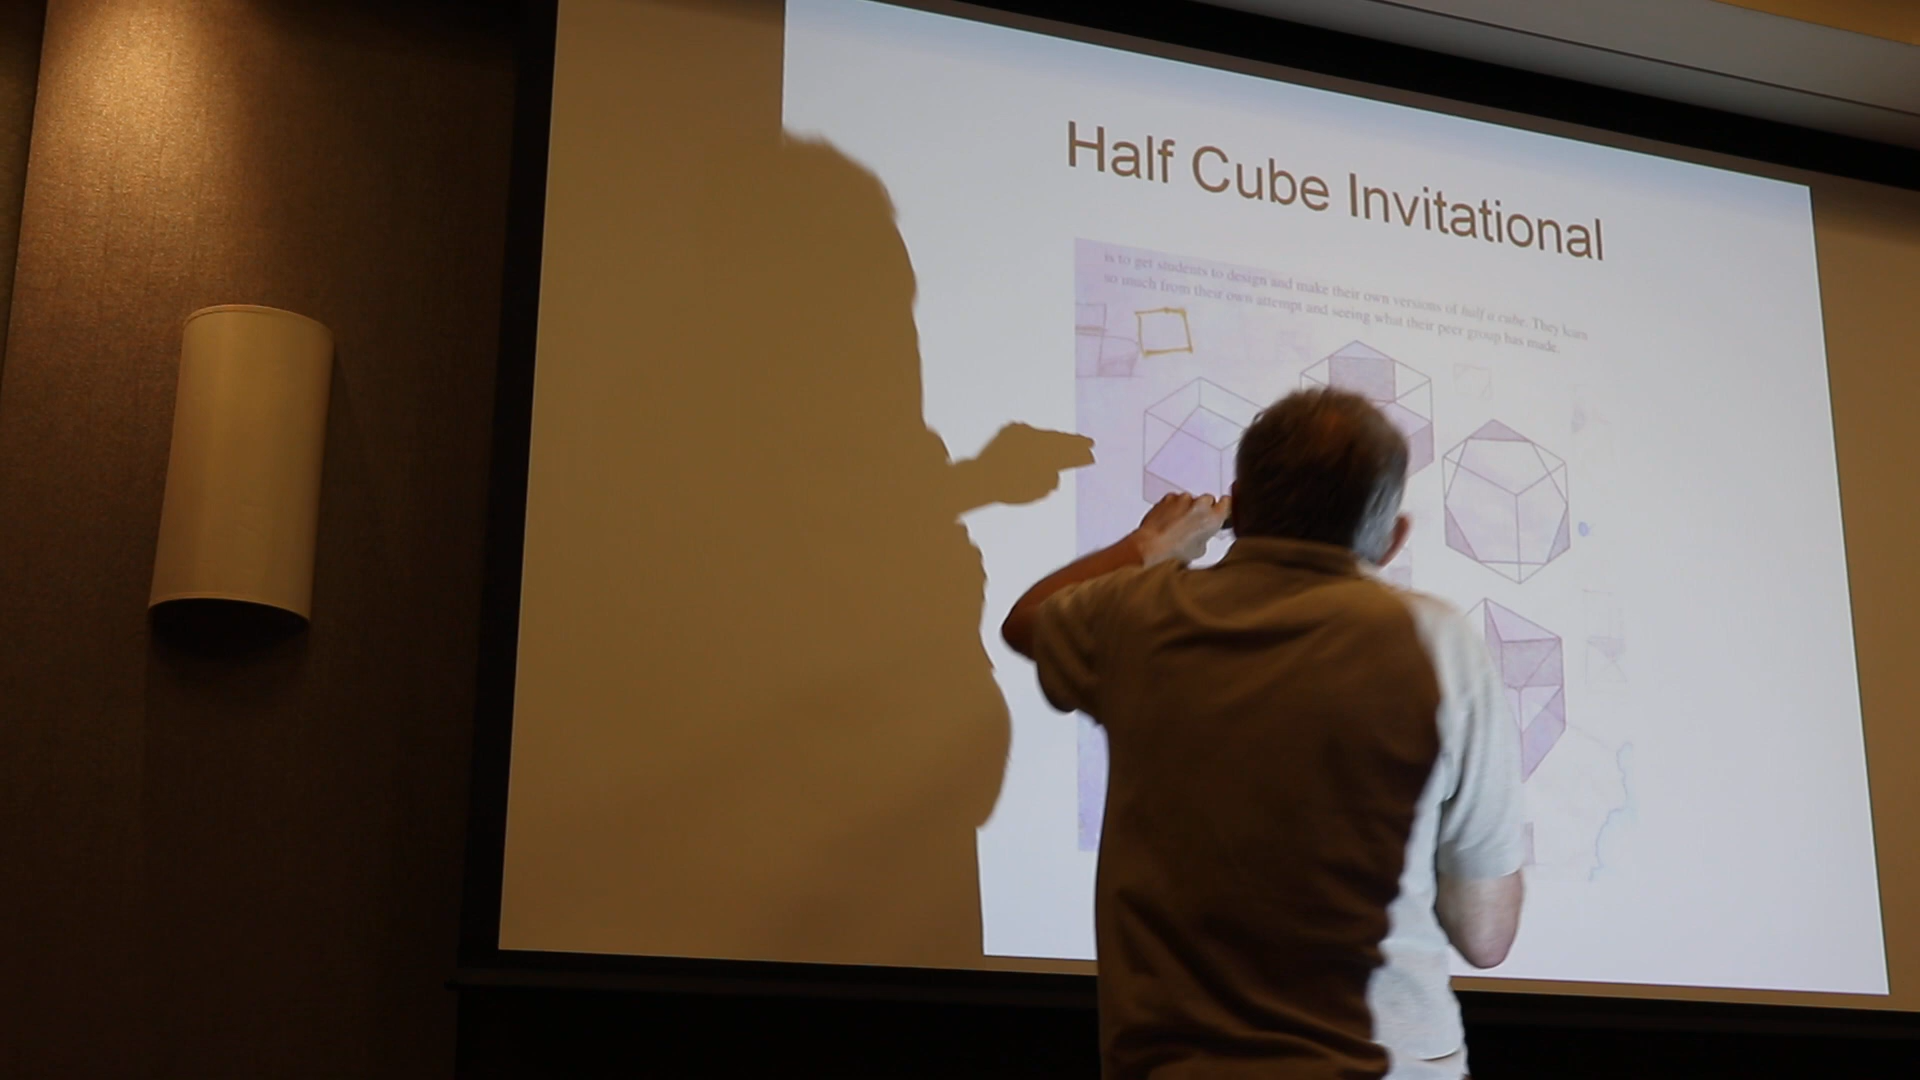 Half Cube Invitational
is to get students to design and make their own versions of half a cube. They learn
so much from their own attempt and seeing what their peer group has made.